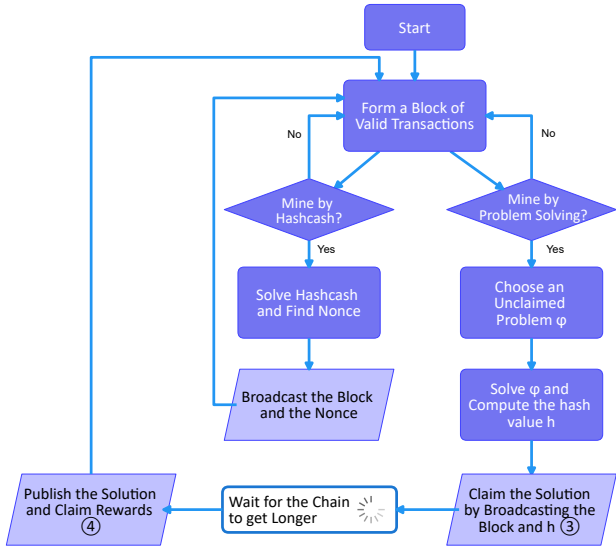 Start
Form a Block of
Valid Transactions
No
No
Mine by
Hashcash?
Mine by
Problem Solving?
Yes
Yes
Solve Hashcash
and Find Nonce
Choose an
Unclaimed
Problem φ
Broadcast the Block
and the Nonce
Solve φ and
Compute the hash
value h
Publish the Solution
and Claim Rewards
④
Wait for the Chain
to get Longer
Claim the Solution
by Broadcasting the
Block and h ③